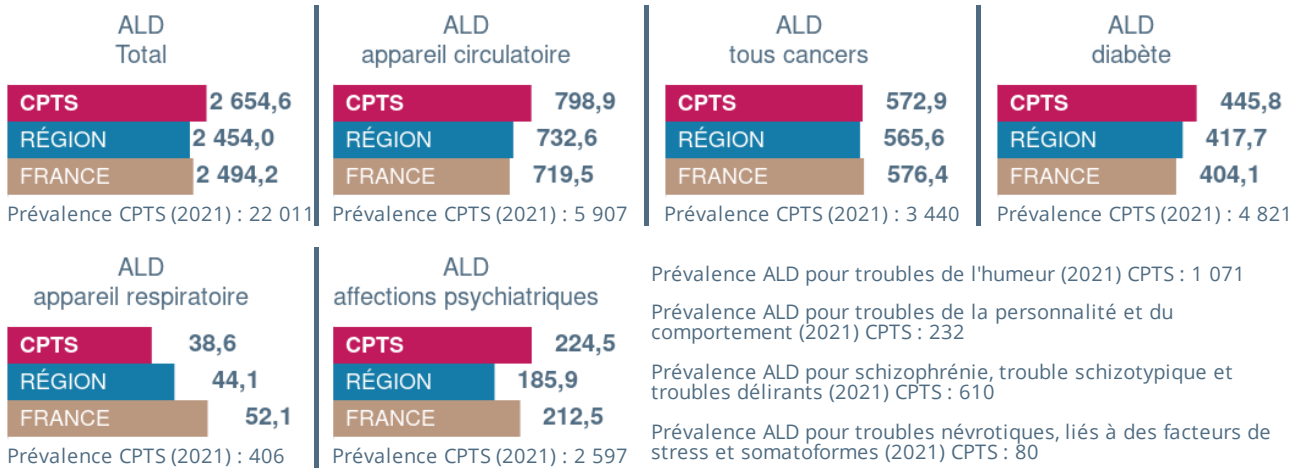 ALD
Total
CPTS 2 654,6
RÉGION 2 454,0
FRANCE 2 494,2
Prévalence CPTS (2021) : 22 011
ALD
appareil circulatoire
CPTS 798,9
RÉGION 732,6
FRANCE 719,5
Prévalence CPTS (2021) : 5 907
ALD
tous cancers
CPTS 572,9
RÉGION 565,6
FRANCE 576,4
Prévalence CPTS (2021) : 3 440
ALD
diabète
CPTS 445,8
RÉGION 417,7
FRANCE 404,1
Prévalence CPTS (2021) : 4 821
ALD
appareil respiratoire
CPTS 38,6
RÉGION 44,1
FRANCE 52,1
Prévalence CPTS (2021) : 406
ALD
affections psychiatriques
CPTS 224,5
RÉGION 185,9
FRANCE 212,5
Prévalence CPTS (2021) : 2 597
Prévalence ALD pour troubles de l'humeur (2021) CPTS : 1 071
Prévalence ALD pour troubles de la personnalité et du
comportement (2021) CPTS : 232
Prévalence ALD pour schizophrénie, trouble schizotypique et
troubles délirants (2021) CPTS : 610
Prévalence ALD pour troubles névrotiques, liés à des facteurs de
stress et somatoformes (2021) CPTS : 80